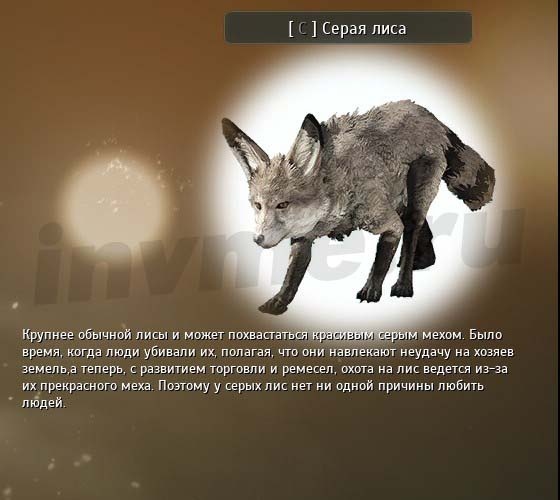 [ C ] Серая лиса
invme.ru
Крупнее обычной лисы и может похвастаться красивым серым мехом. Было
время, когда люди убивали их, полагая, что они навлекают неудачу на хозяев
земель,а теперь, с развитием торговли и ремесел, охота на лис ведется из-за
их прекрасного меха. Поэтому у серых лис нет ни одной причины любить
людей.